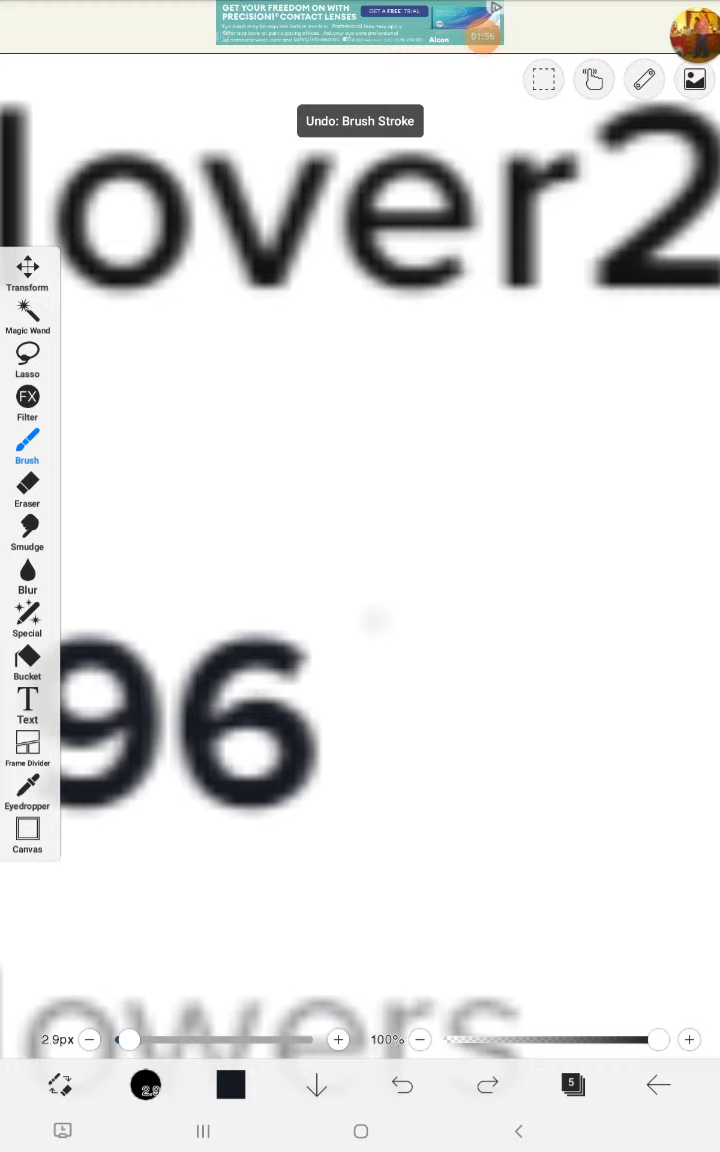 GET YOUR FREEDOM ON WITH
PRECISION1® CONTACT LENSES
GET A FREE* TRIAL
Alcon
01:56
Undo: Brush Stroke
lover2
Transform
Magic Wand
Lasso
FX
Filter
Brush
Eraser
Smudge
Blur
Special
Bucket
T
Text
Frame Divider
Eyedropper
Canvas
96
owers
2.9px
100%
2.9
5